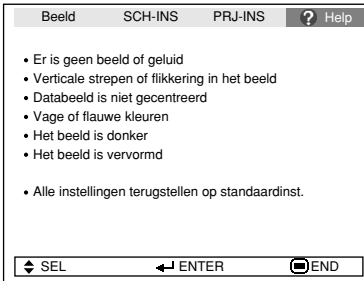 Beeld SCH-INS PRJ-INS ? Help
• Er is geen beeld of geluid
• Verticale strepen of flikkering in het beeld
• Databeeld is niet gecentreerd
• Vage of flauwe kleuren
• Het beeld is donker
• Het beeld is vervormd
• Alle instellingen terugstellen op standaardinst.
SEL ENTER END